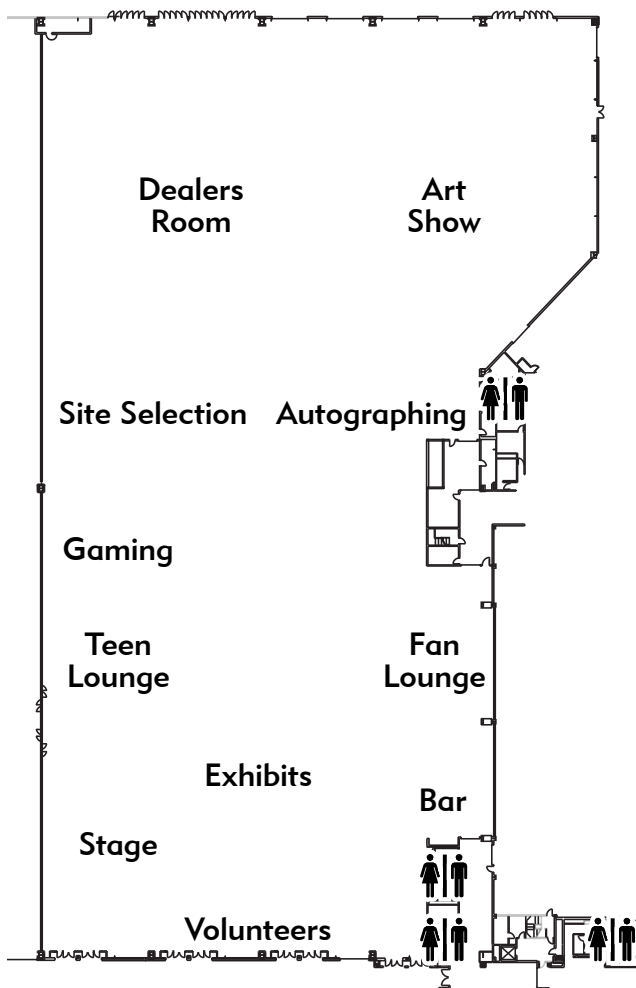 Dealers
Room
Art
Show
Site Selection
Autographing
Gaming
Teen
Lounge
Fan
Lounge
Exhibits
Bar
Stage
Volunteers